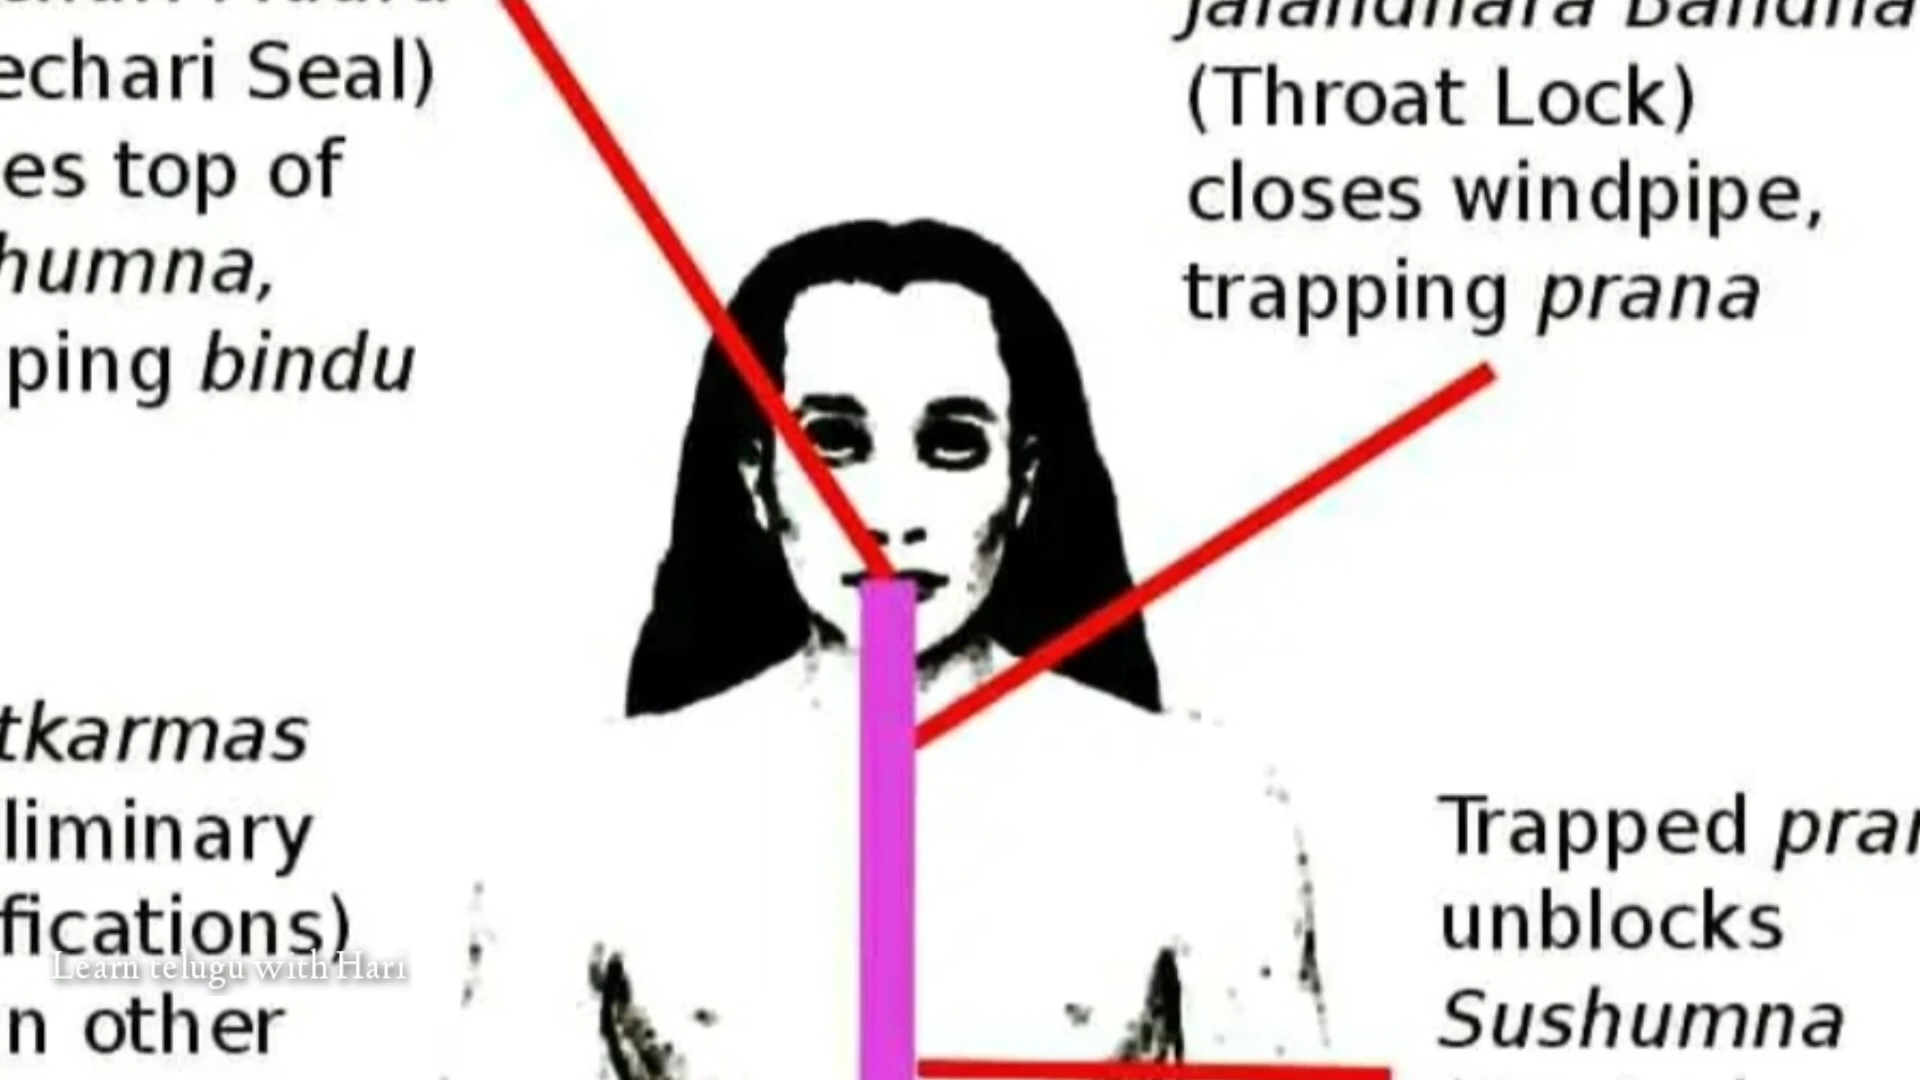 echari Seal)
es top of
humna,
ping bindu
Jalandhara Bandha
(Throat Lock)
closes windpipe,
trapping prana
tkarmas
liminary
fications)
n other
Learn telugu with Hari
Trapped pran
unblocks
Sushumna